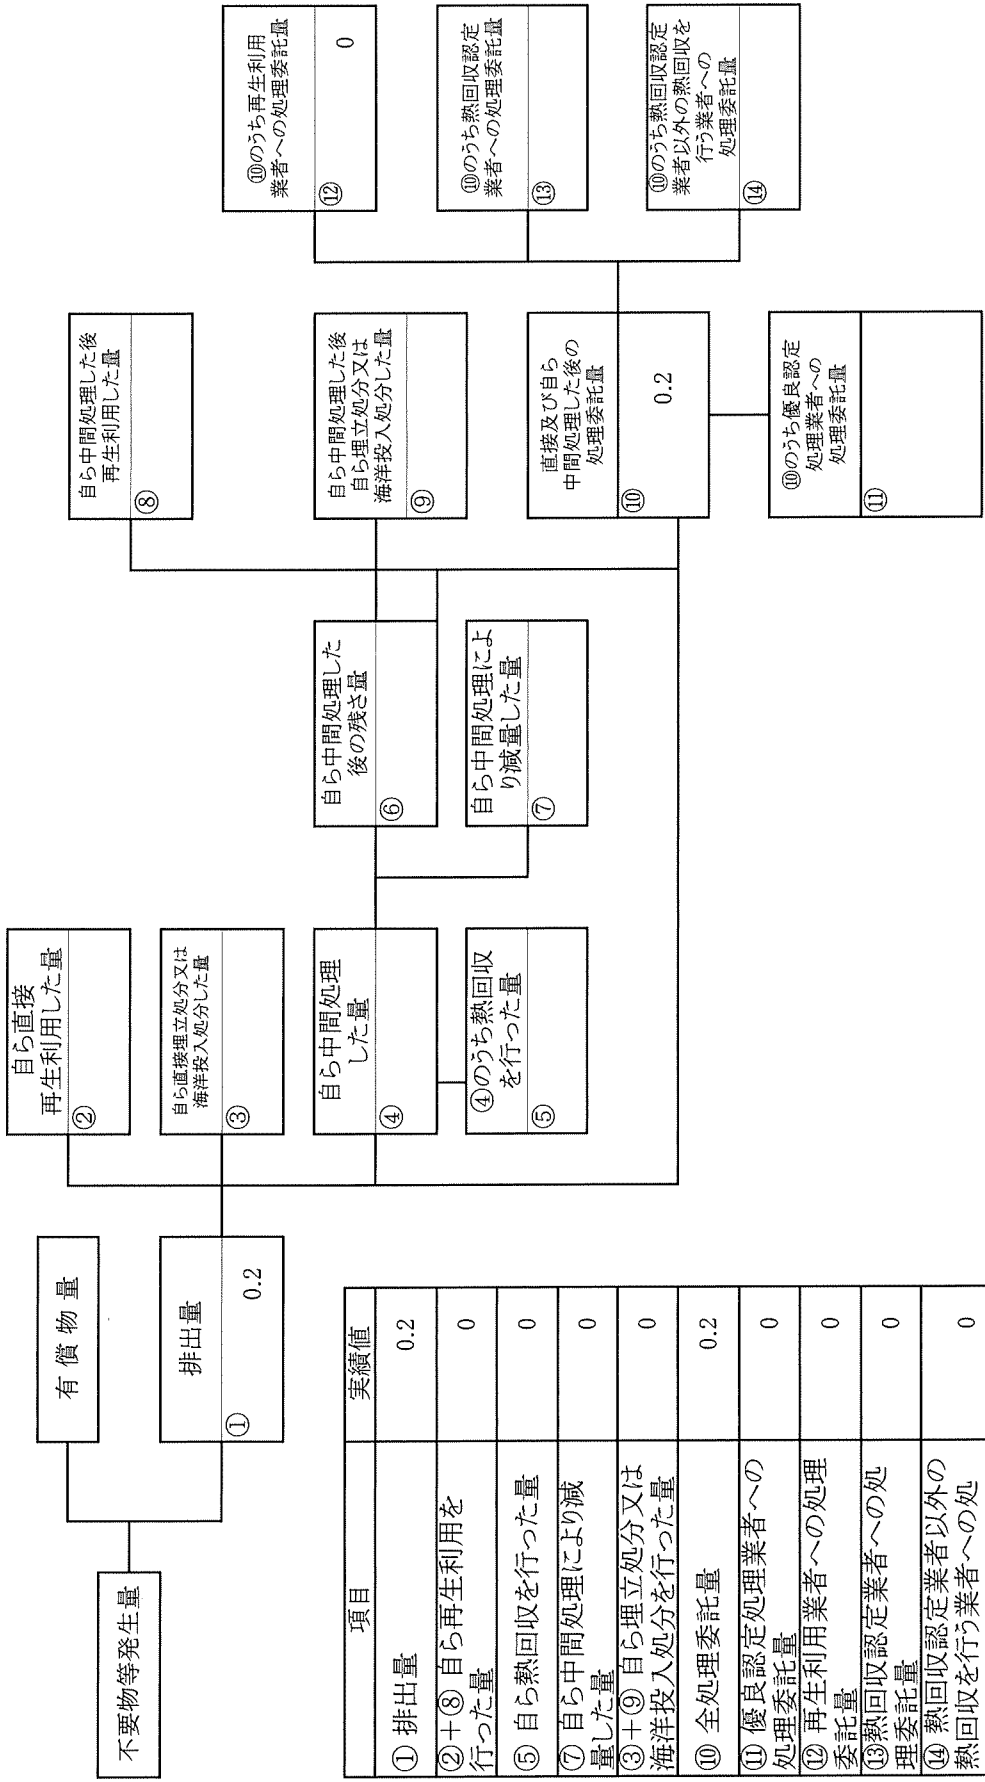 不要物等発生量
有償物量
排出量
①
0.2
自ら直接
再生利用した量
②
自ら直接埋立処分又は
海洋投入処分した量
③
自ら中間処理
した量
④
④のうち熱回収
を行った量
⑤
自ら中間処理した
後の残さ量
⑥
自ら中間処理によ
り減量した量
⑦
自ら中間処理した後
再生利用した量
⑧
自ら中間処理した後
自ら埋立処分又は
海洋投入処分した量
⑨
直接及び自ら
中間処理した後の
処理委託量
⑩
0.2
⑩のうち優良認定
処理業者への
処理委託量
⑪
⑩のうち再生利用
業者への処理委託量
⑫
0
⑩のうち熱回収認定
業者への処理委託量
⑬
⑩のうち熱回収認定
業者以外の熱回収を
行う業者への
処理委託量
⑭
項目 実績値
①排出量 0.2
②+⑧ 自ら再生利用を
行った量 0
⑤ 自ら熱回収を行った量 0
⑦ 自ら中間処理により減
量した量 0
③+⑨ 自ら埋立処分又は
海洋投入処分を行った量 0
⑩ 全処理委託量 0.2
⑪ 優良認定処理業者への
処理委託量 0
⑫ 再生利用業者への処理
委託量 0
⑬熱回収認定業者への処
理委託量 0
⑭ 熱回収認定業者以外の
熱回収を行う業者への処 0